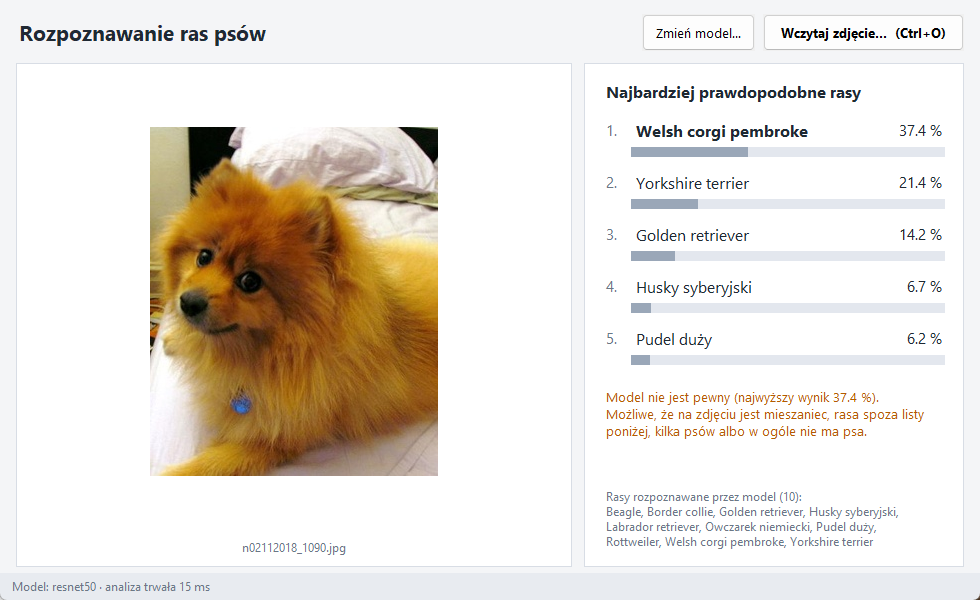 Rozpoznawanie ras psów
Zmień model...
Wczytaj zdjęcie... (Ctrl+O)
n02112018_1090.jpg
Najbardziej prawdopodobne rasy
1. Welsh corgi pembroke 37.4 %
2. Yorkshire terrier 21.4 %
3. Golden retriever 14.2 %
4. Husky syberyjski 6.7 %
5. Pudel duży 6.2 %
Model nie jest pewny (najwyższy wynik 37.4 %).
Możliwe, że na zdjęciu jest mieszaniec, rasa spoza listy
poniżej, kilka psów albo w ogóle nie ma psa.
Rasy rozpoznawane przez model (10):
Beagle, Border collie, Golden retriever, Husky syberyjski,
Labrador retriever, Owczarek niemiecki, Pudel duży,
Rottweiler, Welsh corgi pembroke, Yorkshire terrier
Model: resnet50 · analiza trwała 15 ms